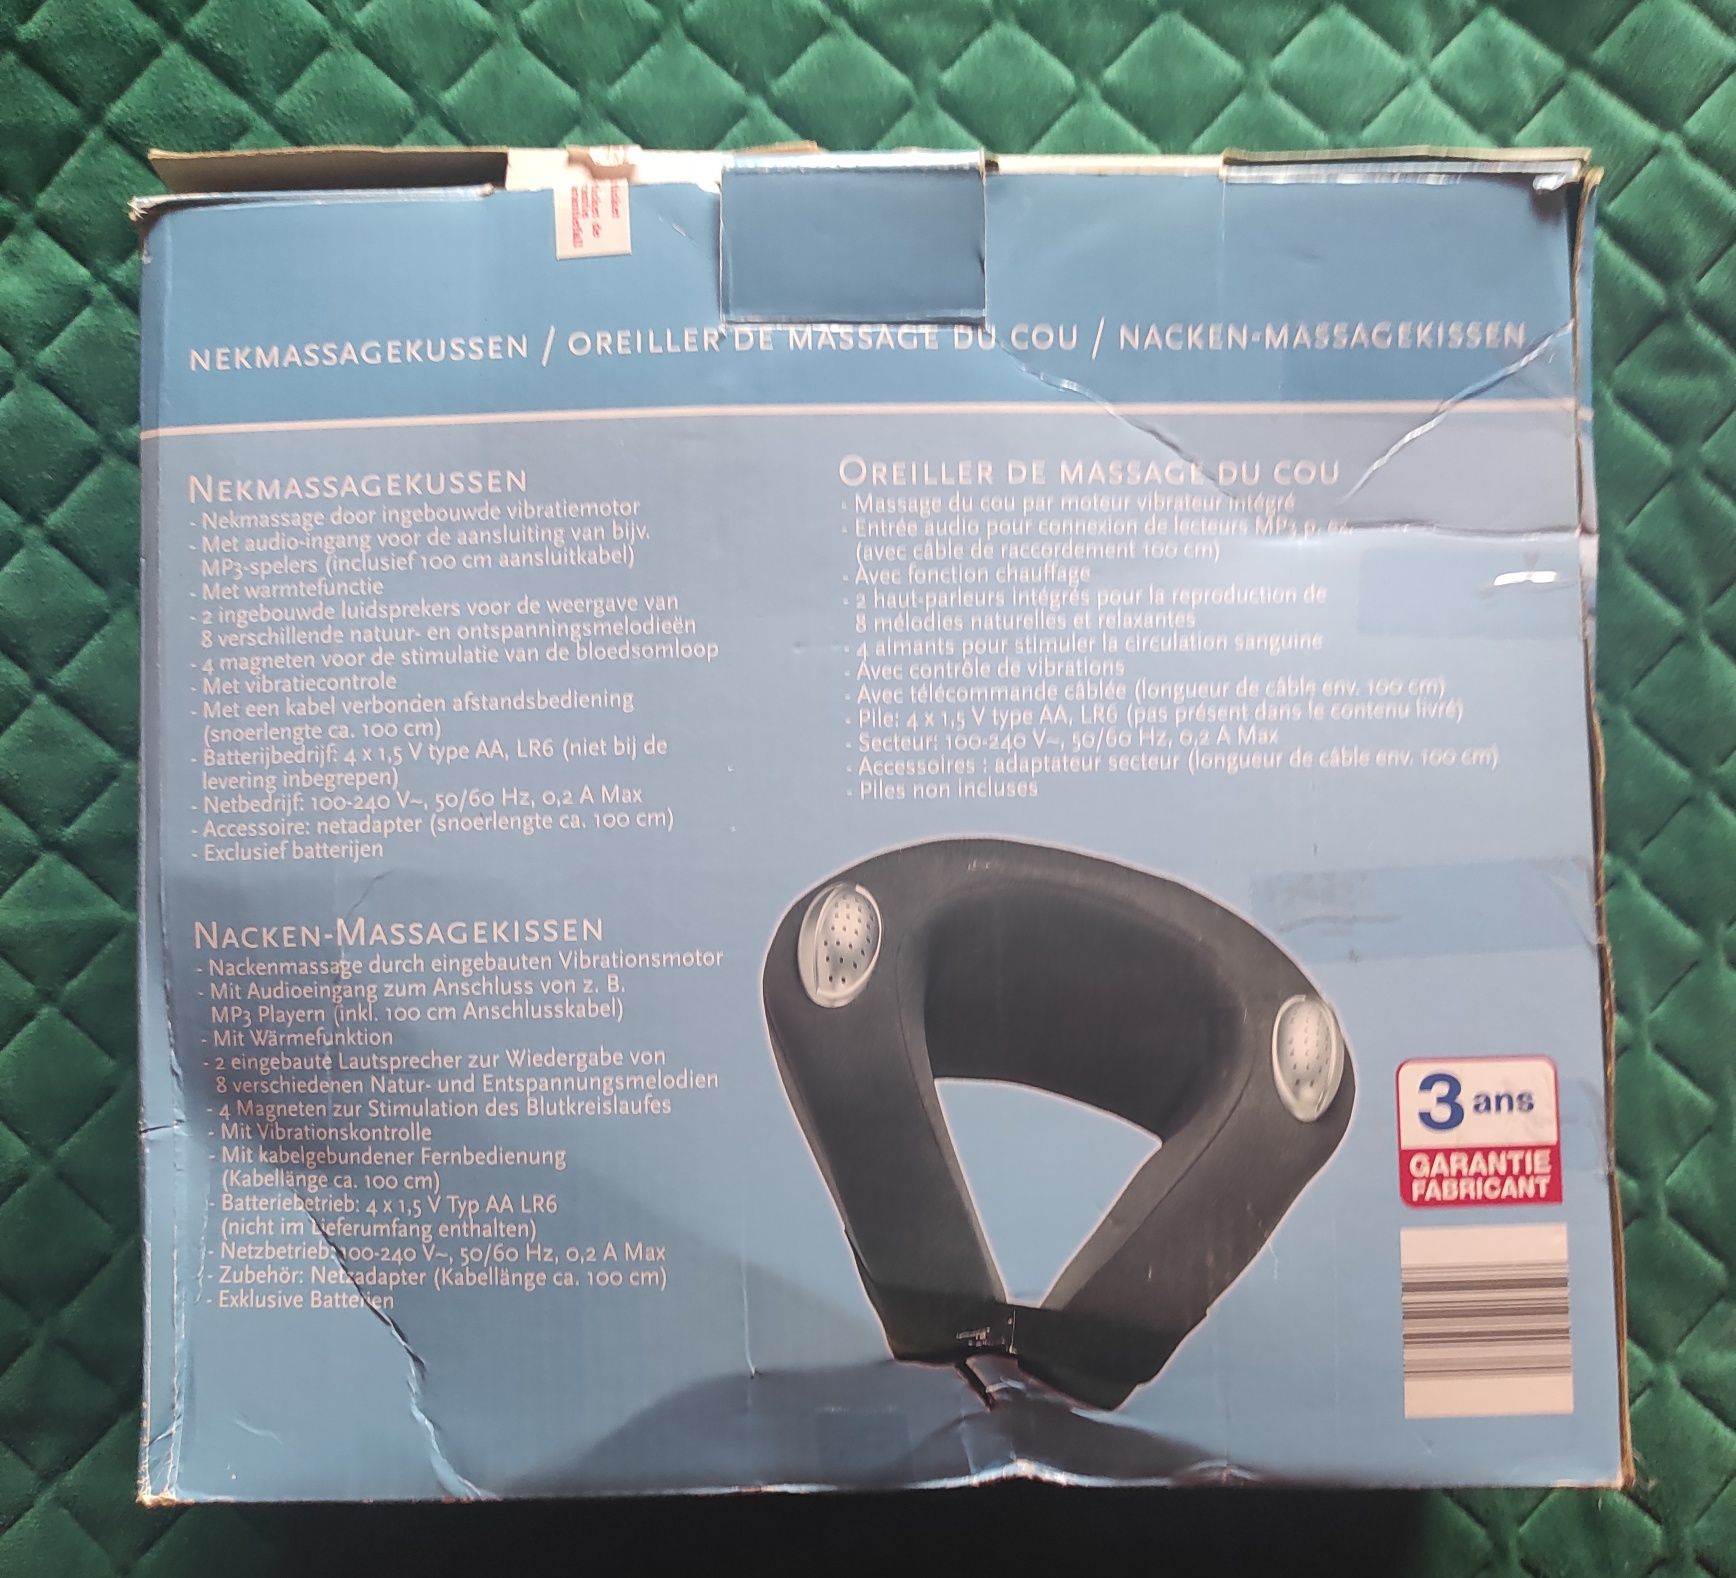 NEKMASSAGEKUSSEN / OREILLER DE MASSAGE DU COU / NACKEN-MASSAGEKISSEN
NEKMASSAGEKUSSEN
- Nekmassage door ingebouwde vibratiemotor
- Met audio-ingang voor de aansluiting van bijv.
MP3-spelers (inclusief 100 cm aansluitkabel)
- Met warmtefunctie
- 2 ingebouwde luidsprekers voor de weergave van
8 verschillende natuur- en ontspanningsmelodieën
- 4 magneten voor de stimulatie van de bloedsomloop
- Met vibratiecontrole
- Met een kabel verbonden afstandsbediening
(snoerlengte ca. 100 cm)
- Batterijbedrijf: 4 x 1,5 V type AA, LR6 (niet bij de
levering inbegrepen)
- Netbedrijf: 100-240 V~, 50/60 Hz, 0,2 A Max
- Accessoire: netadapter (snoerlengte ca. 100 cm)
- Exclusief batterijen
OREILLER DE MASSAGE DU COU
- Massage du cou par moteur vibrateur intégré
- Entrée audio pour connexion de lecteurs MP3 p. ex.
(avec câble de raccordement 100 cm)
- Avec fonction chauffage
- 2 haut-parleurs intégrés pour la reproduction de
8 mélodies naturelles et relaxantes
- 4 aimants pour stimuler la circulation sanguine
- Avec contrôle de vibrations
- Avec télécommande câblée (longueur de câble env. 100 cm)
- Pile: 4 x 1,5 V type AA, LR6 (pas présent dans le contenu livré)
- Secteur: 100-240 V~, 50/60 Hz, 0,2 A Max
- Accessoires : adaptateur secteur (longueur de câble env. 100 cm)
- Piles non incluses
NACKEN-MASSAGEKISSEN
- Nackenmassage durch eingebauten Vibrationsmotor
- Mit Audioeingang zum Anschluss von z. B.
MP3 Playern (inkl. 100 cm Anschlusskabel)
- Mit Wärmefunktion
- 2 eingebaute Lautsprecher zur Wiedergabe von
8 verschiedenen Natur- und Entspannungsmelodien
- 4 Magneten zur Stimulation des Blutkreislaufes
- Mit Vibrationskontrolle
- Mit kabelgebundener Fernbedienung
(Kabellänge ca. 100 cm)
- Batteriebetrieb: 4 x 1,5 V Typ AA LR6
(nicht im Lieferumfang enthalten)
- Netzbetrieb: 100-240 V~, 50/60 Hz, 0,2 A Max
- Zubehör: Netzadapter (Kabellänge ca. 100 cm)
- Exklusive Batterien
3 ans
GARANTIE
FABRICANT